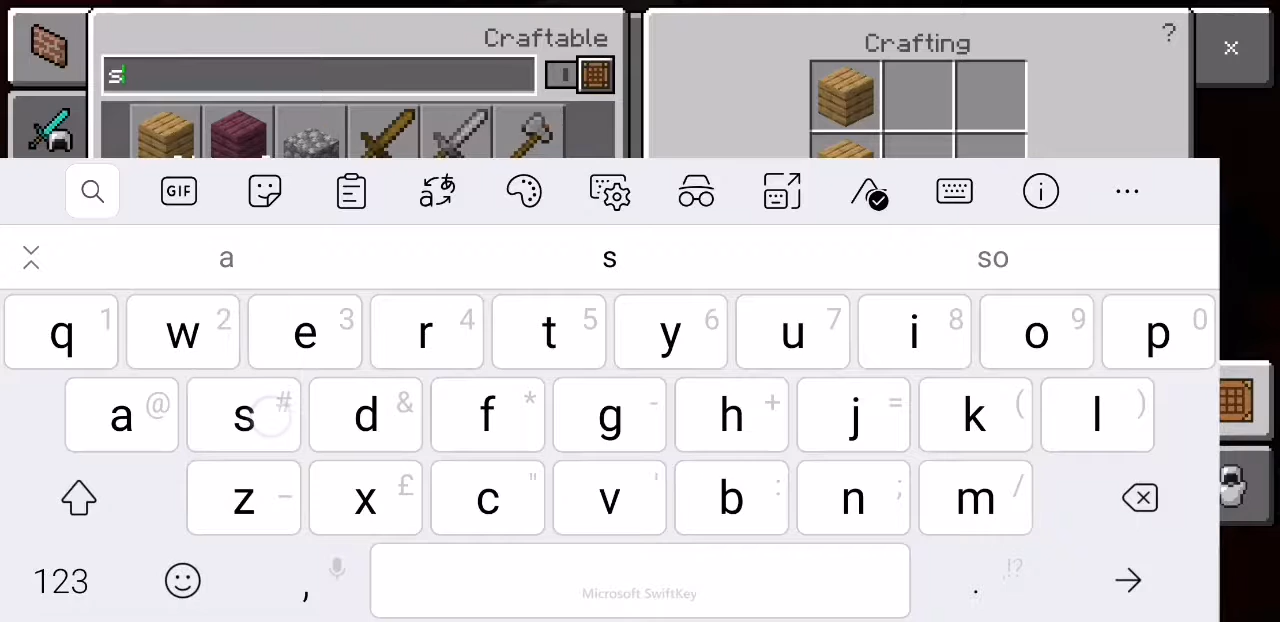 Craftable
Crafting
?
s
GIF
a s so
q 1 w 2 e 3 r 4 t 5 y 6 u 7 i 8 o 9 p 0
a @ s # d & f * g - h + j = k ( l )
z _ x £ c " v ' b : n ; m /
123 , Microsoft SwiftKey . ,!?